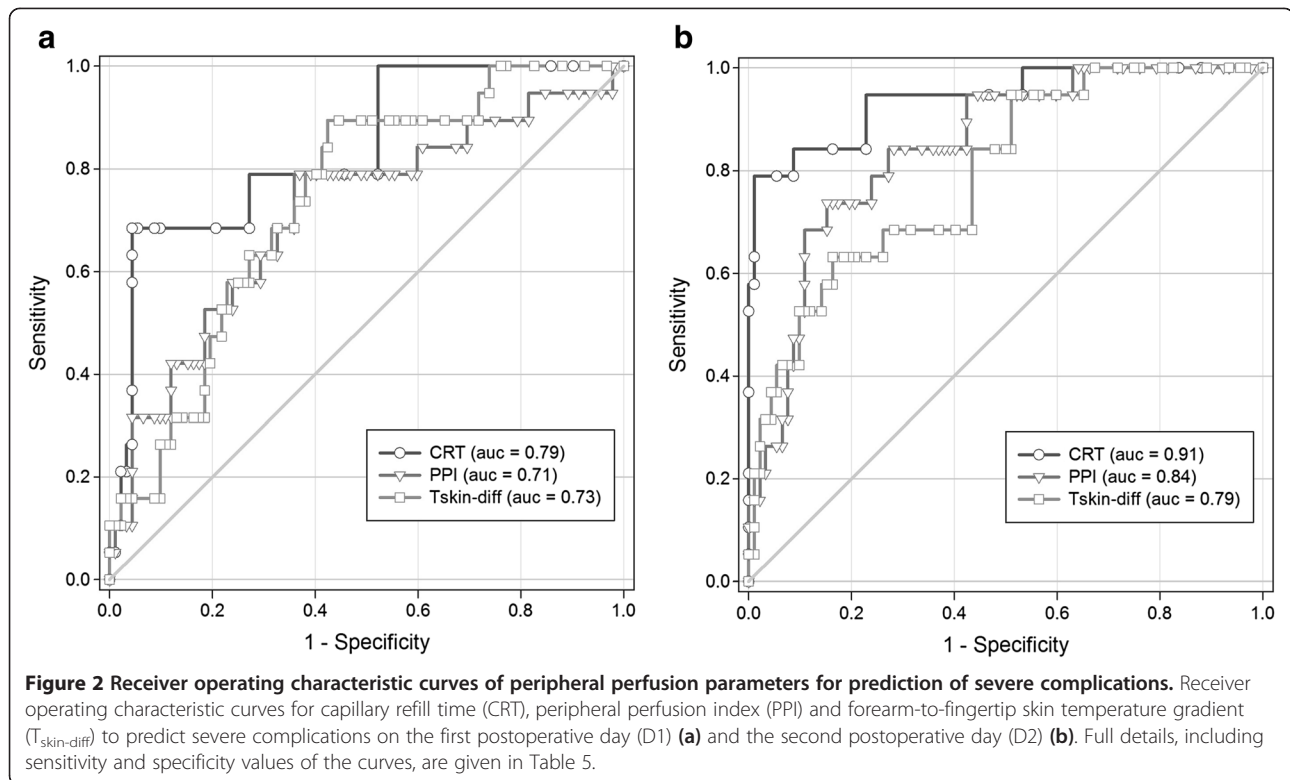 a
1.0
0.8
0.6
0.4
0.2
0.0
Sensitivity
CRT (auc = 0.79)
PPI (auc = 0.71)
Tskin-diff (auc = 0.73)
0.0 0.2 0.4 0.6 0.8 1.0
1 - Specificity
b
1.0
0.8
0.6
0.4
0.2
0.0
Sensitivity
CRT (auc = 0.91)
PPI (auc = 0.84)
Tskin-diff (auc = 0.79)
0.0 0.2 0.4 0.6 0.8 1.0
1 - Specificity
Figure 2 Receiver operating characteristic curves of peripheral perfusion parameters for prediction of severe complications. Receiver
operating characteristic curves for capillary refill time (CRT), peripheral perfusion index (PPI) and forearm-to-fingertip skin temperature gradient
(Tskin-diff) to predict severe complications on the first postoperative day (D1) (a) and the second postoperative day (D2) (b). Full details, including
sensitivity and specificity values of the curves, are given in Table 5.